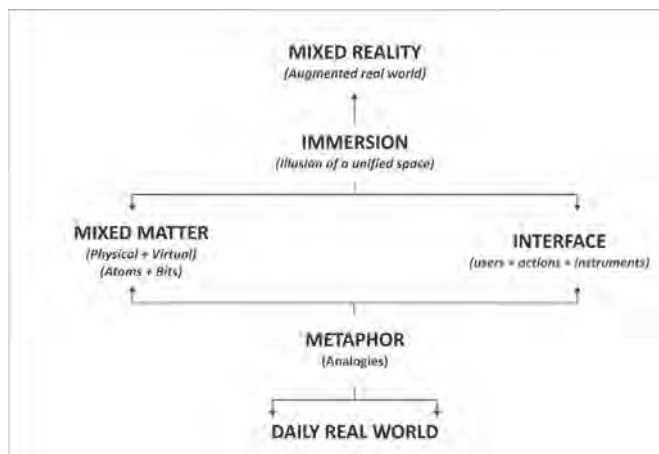 MIXED REALITY
(Augmented real world)
IMMERSION
(Illusion of a unified space)
MIXED MATTER
(Physical + Virtual)
(Atoms + Bits)
INTERFACE
(users + actions + instruments)
METAPHOR
(Analogies)
DAILY REAL WORLD